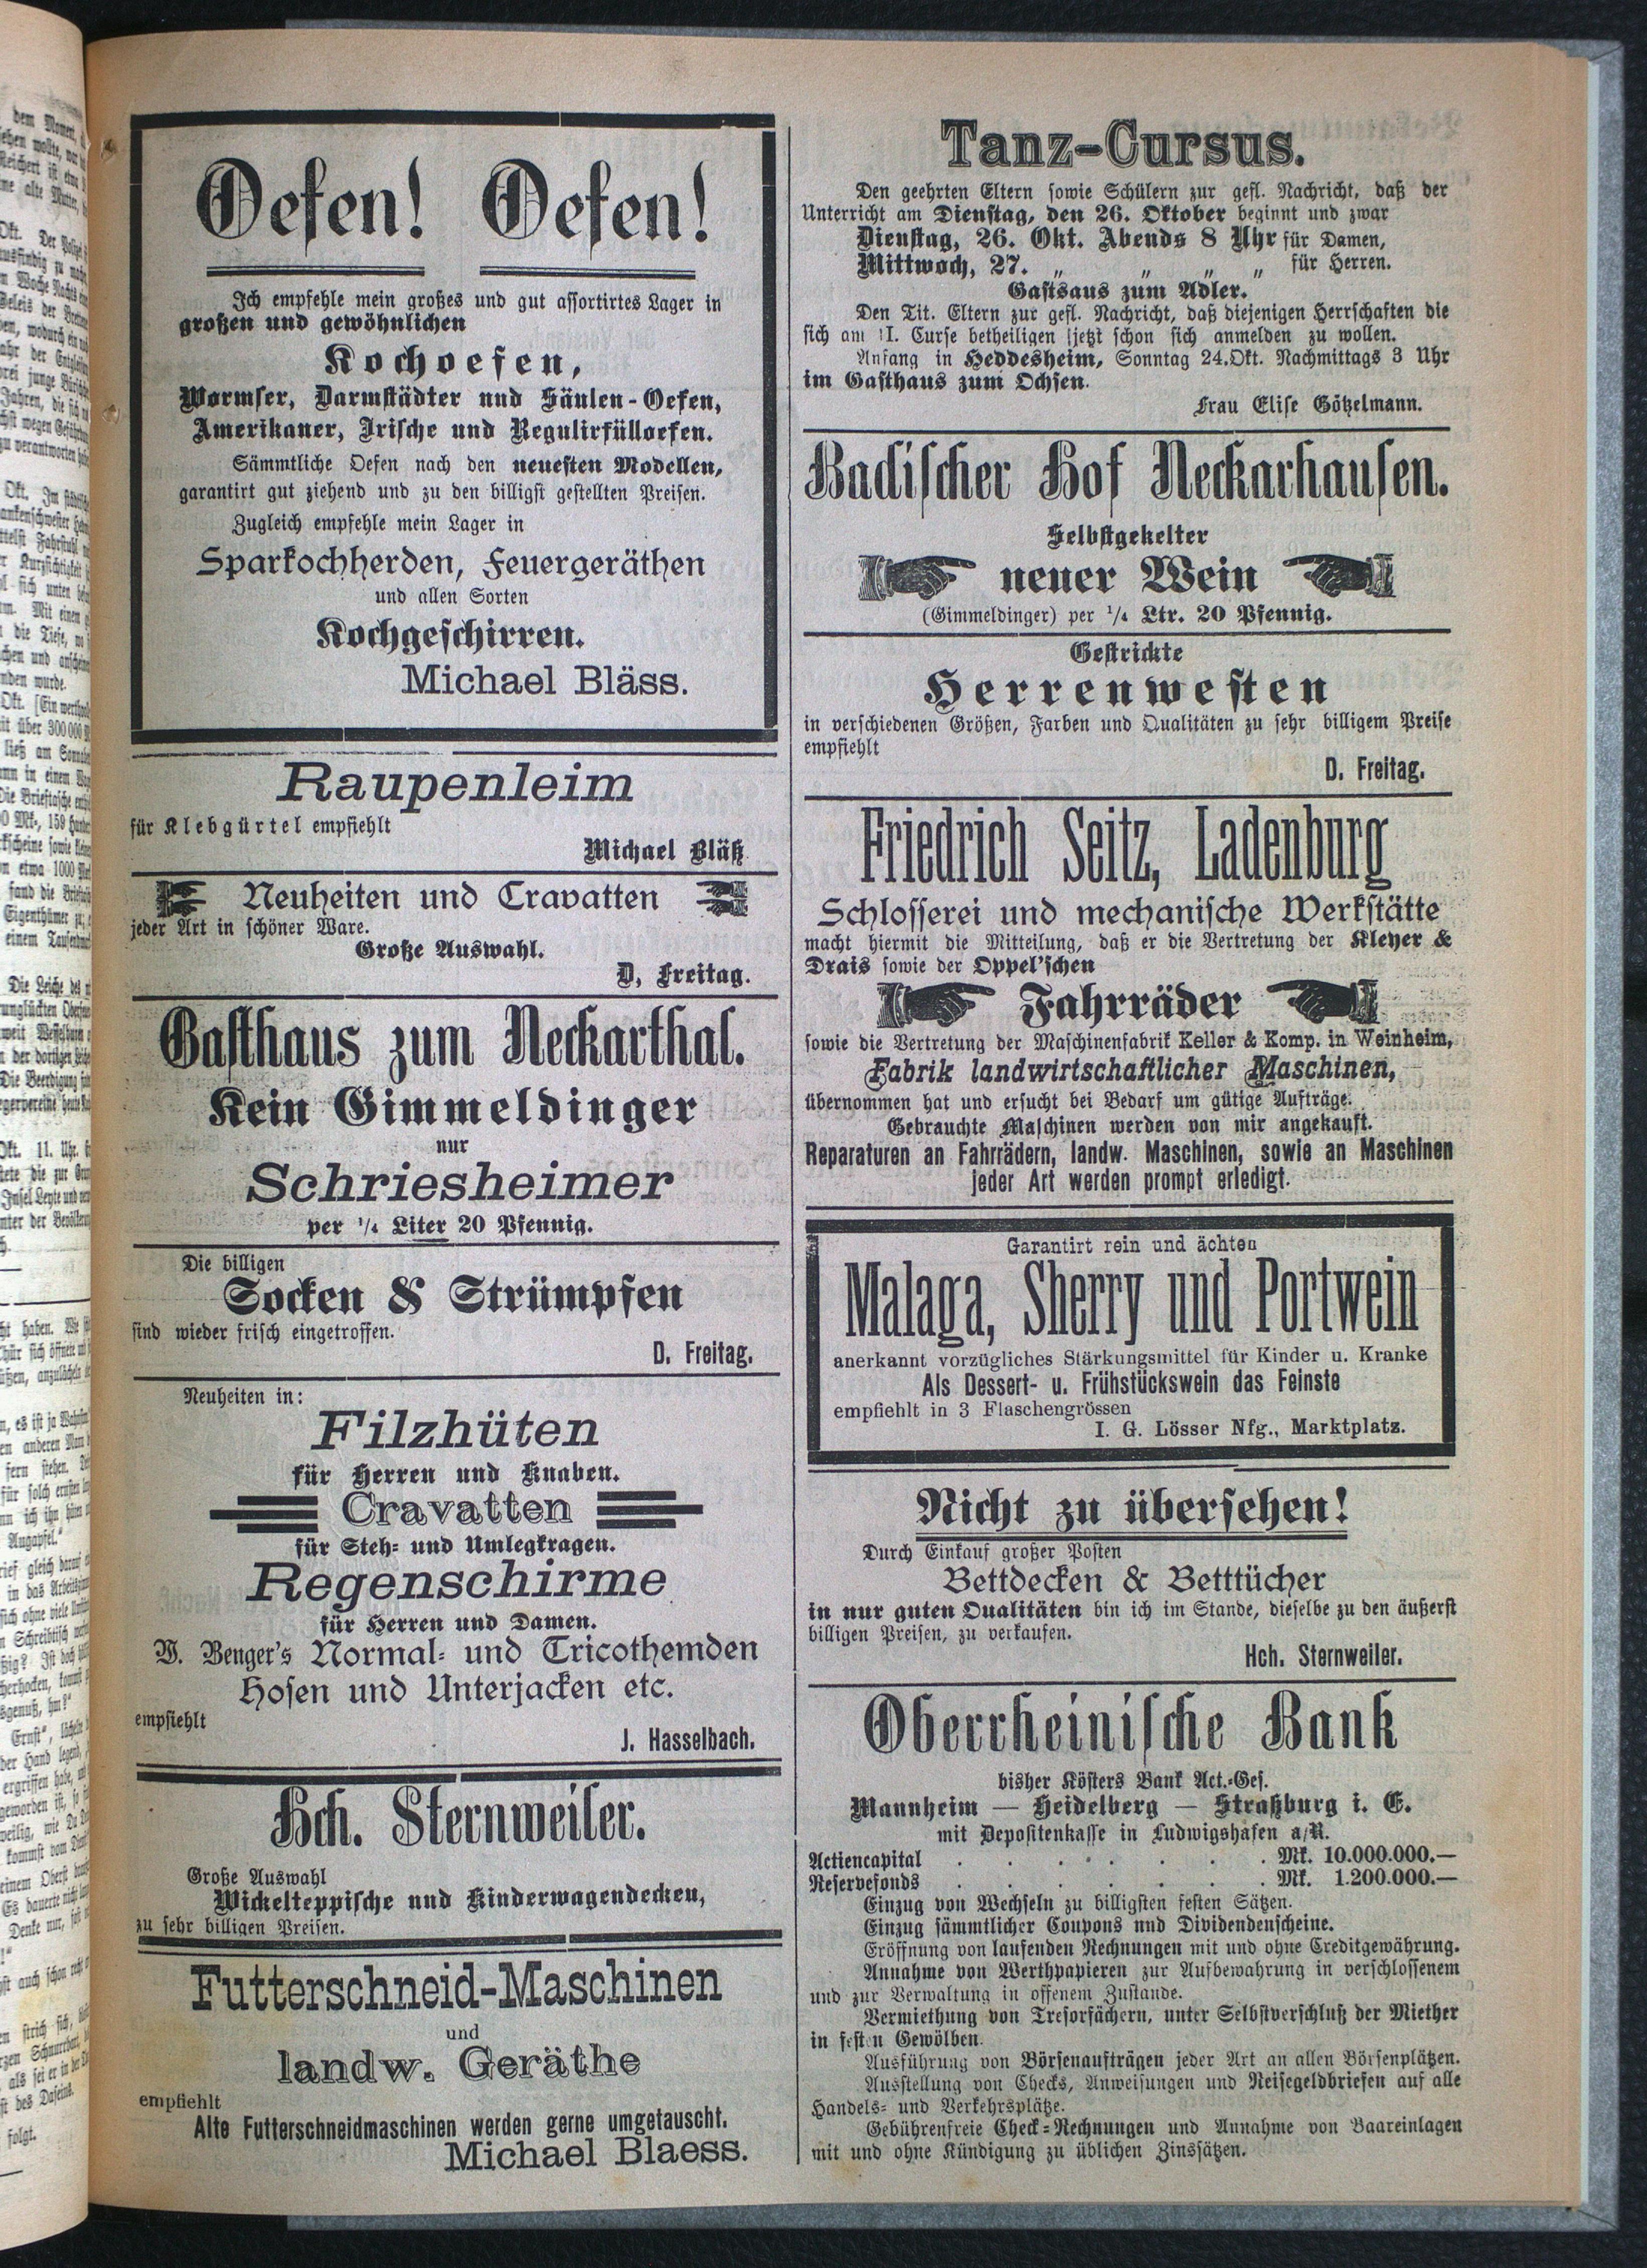 Oefen! Oefen!
Ich empfehle mein großes und gut assortirtes Lager in
großen und gewöhnlichen
Kochoefen,
Wormser, Darmstädter und Säulen-Oefen,
Amerikaner, Irische und Regulirfülloefen.
Sämmtliche Oefen nach den neuesten Modellen,
garantirt gut ziehend und zu den billigst gestellten Preisen.
Zugleich empfehle mein Lager in
Sparkochherden, Feuergeräthen
und allen Sorten
Kochgeschirren.
Michael Bläss.
Raupenleim
für Klebgürtel empfiehlt
Michael Bläß
Neuheiten und Cravatten
jeder Art in schöner Ware.
Große Auswahl.
D, Freitag.
Gasthaus zum Neckarthal.
Kein Gimmeldinger
nur
Schriesheimer
per 1/4 Liter 20 Pfennig.
Die billigen
Socken & Strümpfen
sind wieder frisch eingetroffen.
D. Freitag.
Neuheiten in:
Filzhüten
für Herren und Knaben.
Cravatten
für Steh- und Umlegkragen.
Regenschirme
für Herren und Damen.
W. Benger's Normal- und Tricothemden
Hosen und Unterjacken etc.
empfiehlt
J. Hasselbach.
Hch. Sternweiler.
Große Auswahl
Wickelteppische und Kinderwagendecken,
zu sehr billigen Preisen.
Futterschneid-Maschinen
und
landw. Geräthe
empfiehlt
Alte Futterschneidmaschinen werden gerne umgetauscht.
Michael Blaess.
Tanz-Cursus.
Den geehrten Eltern sowie Schülern zur gefl. Nachricht, daß der
Unterricht am Dienstag, den 26. Oktober beginnt und zwar
Dienstag, 26. Okt. Abends 8 Uhr für Damen,
Mittwoch, 27. „ „ „ „ für Herren.
Gastsaus zum Adler.
Den Tit. Eltern zur gefl. Nachricht, daß diejenigen Herrschaften die
sich am II. Curse betheiligen jetzt schon sich anmelden zu wollen.
Anfang in Heddesheim, Sonntag 24.Okt. Nachmittags 3 Uhr
im Gasthaus zum Ochsen.
Frau Elise Götzelmann.
Badischer Hof Neckarhausen.
Selbstgekelter
neuer Wein
(Gimmeldinger) per 1/4 Ltr. 20 Pfennig.
Gestrickte
Herrenwesten
in verschiedenen Größen, Farben und Qualitäten zu sehr billigem Preise
empfiehlt
D. Freitag.
Friedrich Seitz, Ladenburg
Schlosserei und mechanische Werkstätte
macht hiermit die Mitteilung, daß er die Vertretung der Kleyer &
Drais sowie der Oppel'schen
Fahrräder
sowie die Vertretung der Maschinenfabrik Keller & Komp. in Weinheim,
Fabrik landwirtschaftlicher Maschinen,
übernommen hat und ersucht bei Bedarf um gütige Aufträge.
Gebrauchte Maschinen werden von mir angekauft.
Reparaturen an Fahrrädern, landw. Maschinen, sowie an Maschinen
jeder Art werden prompt erledigt.
Garantirt rein und ächten
Malaga, Sherry und Portwein
anerkannt vorzügliches Stärkungsmittel für Kinder u. Kranke
Als Dessert- u. Frühstückswein das Feinste
empfiehlt in 3 Flaschengrössen
I. G. Lösser Nfg., Marktplatz.
Nicht zu übersehen!
Durch Einkauf großer Posten
Bettdecken & Betttücher
in nur guten Qualitäten bin ich im Stande, dieselbe zu den äußerst
billigen Preisen, zu verkaufen.
Hch. Sternweiler.
Oberrheinische Bank
bisher Kösters Bank Act.-Ges.
Mannheim — Heidelberg — Straßburg i. E.
mit Depositenkasse in Ludwigshafen a/R.
Actiencapital . . . . . . . Mk. 10.000.000.—
Reservefonds . . . . . . . Mk. 1.200.000.—
Einzug von Wechseln zu billigsten festen Sätzen.
Einzug sämmtlicher Coupons und Dividendenscheine.
Eröffnung von laufenden Rechnungen mit und ohne Creditgewährung.
Annahme von Werthpapieren zur Aufbewahrung in verschlossenem
und zur Verwaltung in offenem Zustande.
Vermiethung von Tresorfächern, unter Selbstverschluß der Miether
in festen Gewölben.
Ausführung von Börsenaufträgen jeder Art an allen Börsenplätzen.
Ausstellung von Checks, Anweisungen und Reisegeldbriefen auf alle
Handels- und Verkehrsplätze.
Gebührenfreie Check-Rechnungen und Annahme von Baareinlagen
mit und ohne Kündigung zu üblichen Zinssätzen.